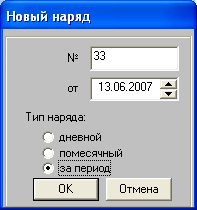 Новый наряд
№ 33
от 13.06.2007
Тип наряда:
дневной
помесячный
за период
OK Отмена